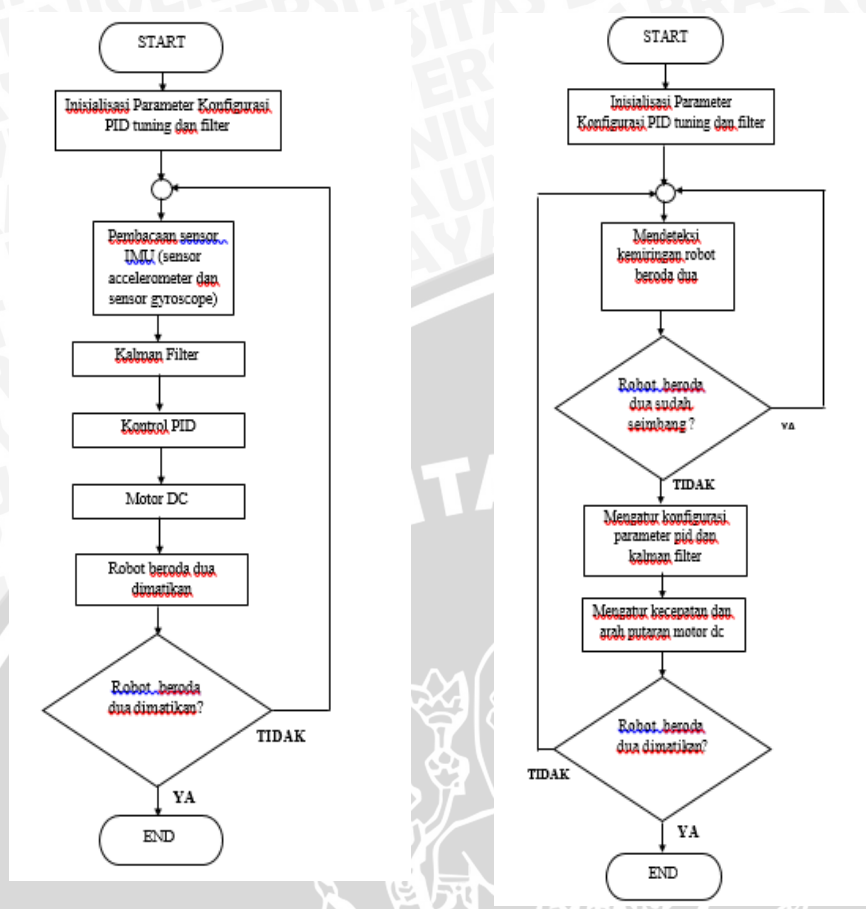 START
Inisialisasi Parameter Konfigurasi
PID tuning dan filter
Pembacaan sensor
IMU (sensor
accelerometer dan
sensor gyroscope)
Kalman Filter
Kontrol PID
Motor DC
Robot beroda dua
dimatikan
Robot beroda
dua dimatikan?
TIDAK
YA
END
START
Inisialisasi Parameter
Konfigurasi PID tuning dan filter
Mendeteksi
kemiringan robot
beroda dua
Robot beroda
dua sudah
seimbang ?
YA
TIDAK
Mengatur konfigurasi
parameter pid dan
kalman filter
Mengatur kecepatan dan
arah putaran motor dc
Robot beroda
dua dimatikan?
TIDAK
YA
END